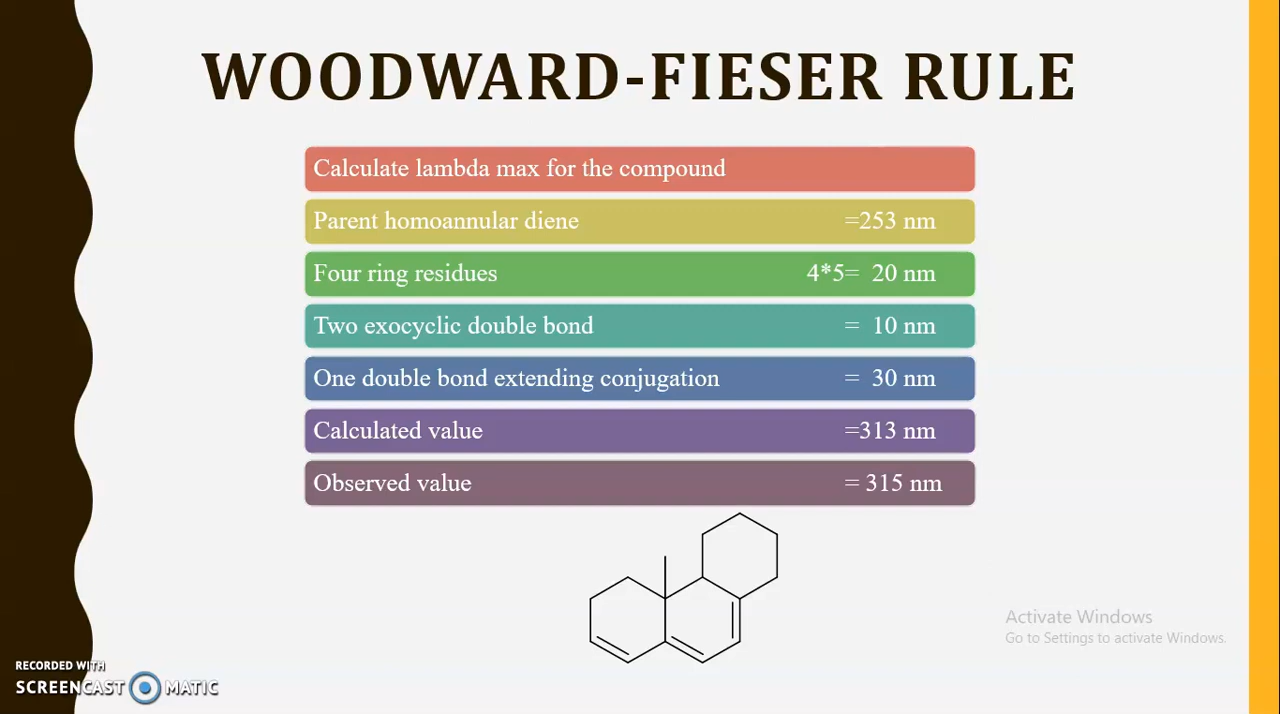 WOODWARD-FIESER RULE
Calculate lambda max for the compound
Parent homoannular diene =253 nm
Four ring residues 4*5= 20 nm
Two exocyclic double bond = 10 nm
One double bond extending conjugation = 30 nm
Calculated value =313 nm
Observed value = 315 nm
Activate Windows
Go to Settings to activate Windows.
RECORDED WITH
SCREENCAST MATIC